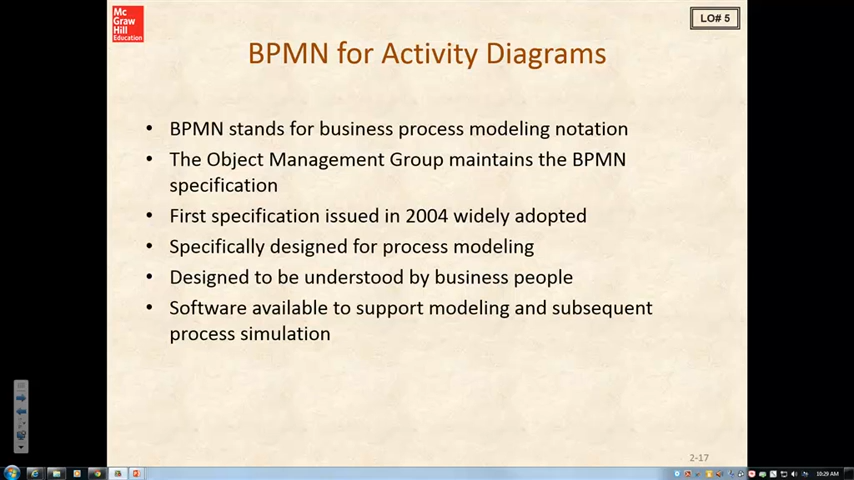 Mc
Graw
Hill
Education
LO# 5
BPMN for Activity Diagrams
• BPMN stands for business process modeling notation
• The Object Management Group maintains the BPMN
specification
• First specification issued in 2004 widely adopted
• Specifically designed for process modeling
• Designed to be understood by business people
• Software available to support modeling and subsequent
process simulation
2-17
10:29 AM